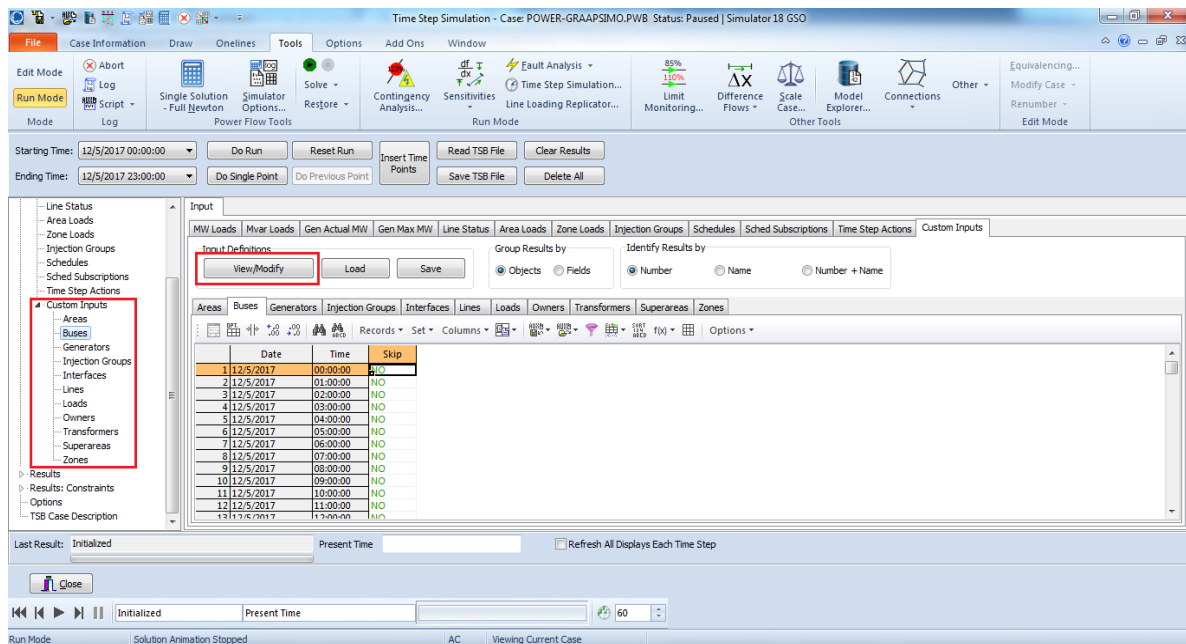 Time Step Simulation - Case: POWER-GRAAPSIMO.PWB Status: Paused | Simulator 18 GSO
File Case Information Draw Onelines Tools Options Add Ons Window
Edit Mode
Run Mode
Mode
Abort
Log
Script
Log
Single Solution
- Full Newton
Simulator
Options...
Solve
Restore
Power Flow Tools
Contingency
Analysis...
Sensitivities
Fault Analysis
Time Step Simulation...
Line Loading Replicator...
Run Mode
85%
110%
Limit
Monitoring...
ΔX
Difference
Flows
Scale
Case...
Model
Explorer...
Connections
Other
Other Tools
Equivalencing...
Modify Case
Renumber
Edit Mode
Starting Time: 12/5/2017 00:00:00 Do Run Reset Run Insert Time Points Read TSB File Clear Results
Ending Time: 12/5/2017 23:00:00 Do Single Point Do Previous Point Save TSB File Delete All
Line Status
Area Loads
Zone Loads
Injection Groups
Schedules
Sched Subscriptions
Time Step Actions
Custom Inputs
Areas
Buses
Generators
Injection Groups
Interfaces
Lines
Loads
Owners
Transformers
Superareas
Zones
Results
Results: Constraints
Options
TSB Case Description
Input
MW Loads Mvar Loads Gen Actual MW Gen Max MW Line Status Area Loads Zone Loads Injection Groups Schedules Sched Subscriptions Time Step Actions Custom Inputs
Input Definitions Group Results by Identify Results by
View/Modify Load Save Objects Fields Number Name Number + Name
Areas Buses Generators Injection Groups Interfaces Lines Loads Owners Transformers Superareas Zones
Records Set Columns f(x) Options
Date Time Skip
1 12/5/2017 00:00:00 NO
2 12/5/2017 01:00:00 NO
3 12/5/2017 02:00:00 NO
4 12/5/2017 03:00:00 NO
5 12/5/2017 04:00:00 NO
6 12/5/2017 05:00:00 NO
7 12/5/2017 06:00:00 NO
8 12/5/2017 07:00:00 NO
9 12/5/2017 08:00:00 NO
10 12/5/2017 09:00:00 NO
11 12/5/2017 10:00:00 NO
12 12/5/2017 11:00:00 NO
13 12/5/2017 12:00:00 NO
Last Result: Initialized Present Time Refresh All Displays Each Time Step
Close
Initialized Present Time 60
Run Mode Solution Animation Stopped AC Viewing Current Case